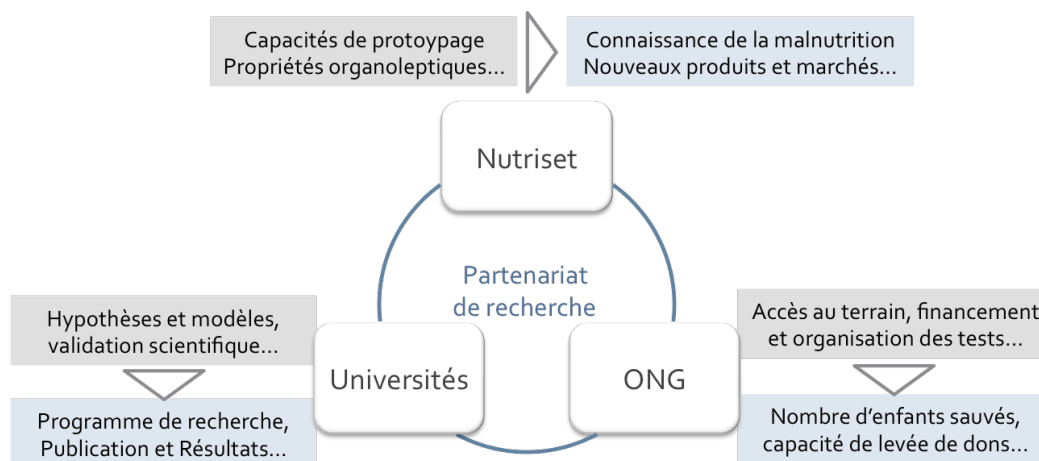 Capacités de protoypage
Propriétés organoleptiques...
Connaissance de la malnutrition
Nouveaux produits et marchés...
Nutriset
Partenariat
de recherche
Hypothèses et modèles,
validation scientifique...
Accès au terrain, financement
et organisation des tests...
Universités
ONG
Programme de recherche,
Publication et Résultats...
Nombre d'enfants sauvés,
capacité de levée de dons...